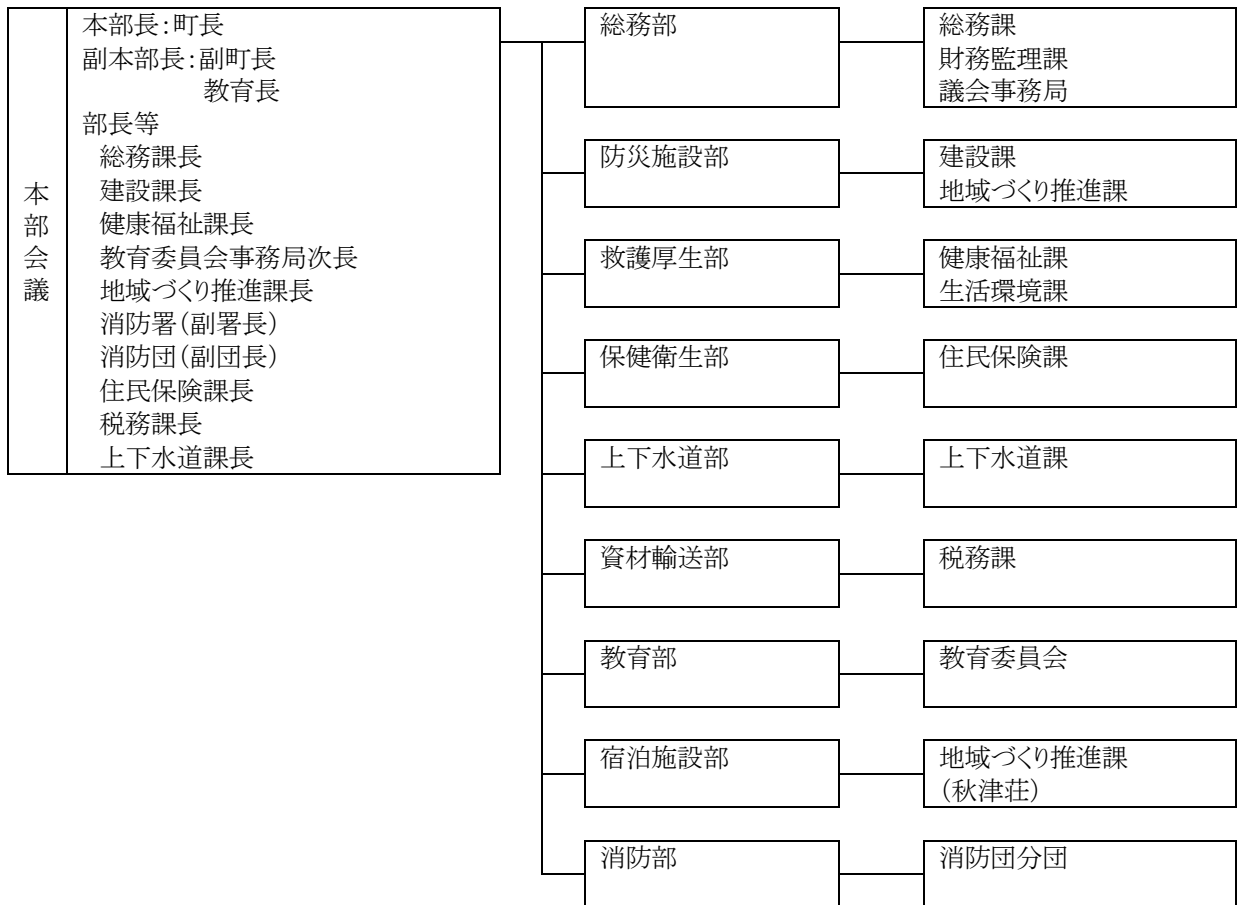 本部会議
本部長:町長
副本部長:副町長
教育長
部長等
総務課長
建設課長
健康福祉課長
教育委員会事務局次長
地域づくり推進課長
消防署(副署長)
消防団(副団長)
住民保険課長
税務課長
上下水道課長
総務部
総務課
財務監理課
議会事務局
防災施設部
建設課
地域づくり推進課
救護厚生部
健康福祉課
生活環境課
保健衛生部
住民保険課
上下水道部
上下水道課
資材輸送部
税務課
教育部
教育委員会
宿泊施設部
地域づくり推進課
(秋津荘)
消防部
消防団分団